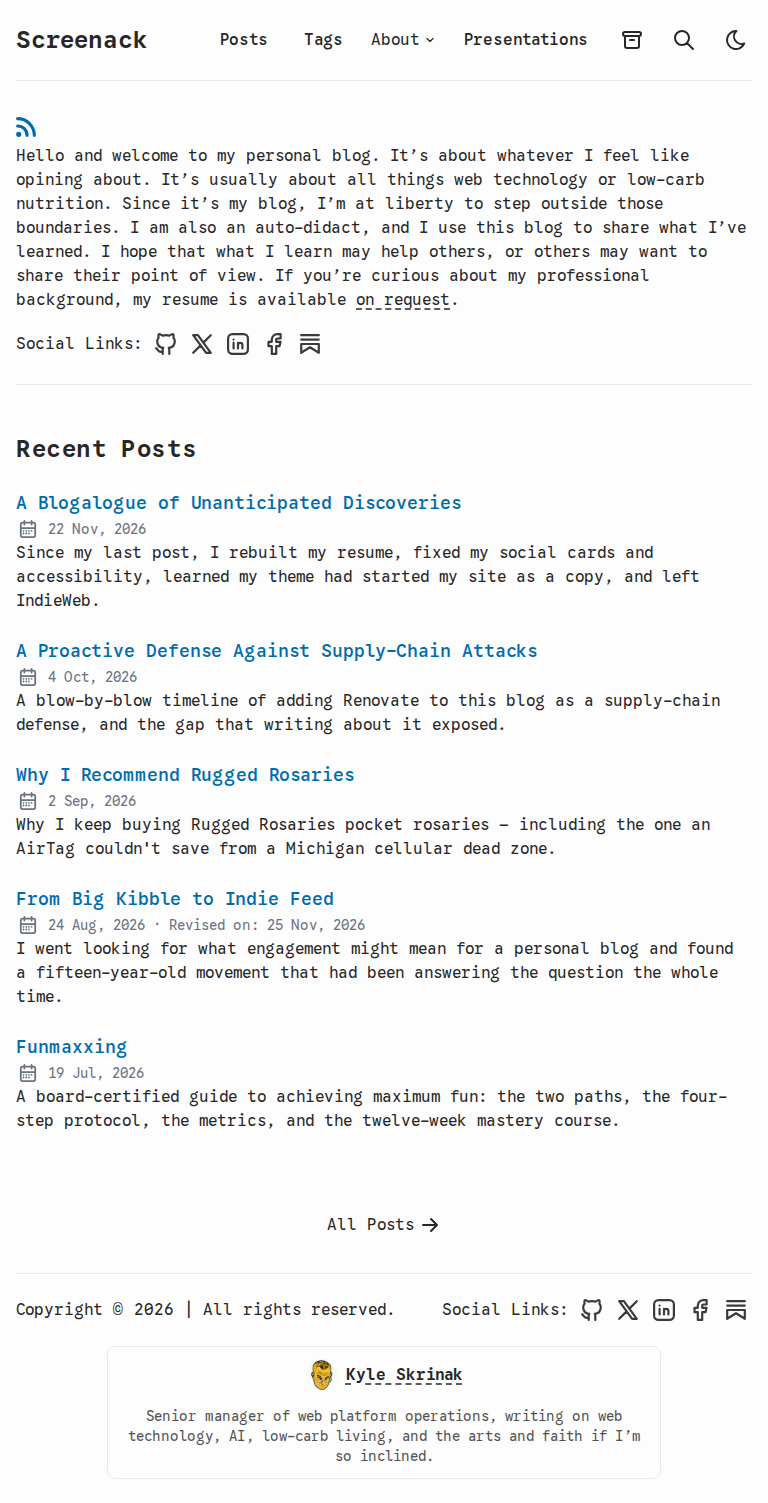 Screenack
Posts Tags About Presentations
Hello and welcome to my personal blog. It’s about whatever I feel like
opining about. It’s usually about all things web technology or low-carb
nutrition. Since it’s my blog, I’m at liberty to step outside those
boundaries. I am also an auto-didact, and I use this blog to share what I’ve
learned. I hope that what I learn may help others, or others may want to
share their point of view. If you’re curious about my professional
background, my resume is available on request.
Social Links:
Recent Posts
A Blogalogue of Unanticipated Discoveries
22 Nov, 2026
Since my last post, I rebuilt my resume, fixed my social cards and
accessibility, learned my theme had started my site as a copy, and left
IndieWeb.
A Proactive Defense Against Supply-Chain Attacks
4 Oct, 2026
A blow-by-blow timeline of adding Renovate to this blog as a supply-chain
defense, and the gap that writing about it exposed.
Why I Recommend Rugged Rosaries
2 Sep, 2026
Why I keep buying Rugged Rosaries pocket rosaries — including the one an
AirTag couldn't save from a Michigan cellular dead zone.
From Big Kibble to Indie Feed
24 Aug, 2026 · Revised on: 25 Nov, 2026
I went looking for what engagement might mean for a personal blog and found
a fifteen-year-old movement that had been answering the question the whole
time.
Funmaxxing
19 Jul, 2026
A board-certified guide to achieving maximum fun: the two paths, the four-
step protocol, the metrics, and the twelve-week mastery course.
All Posts
Copyright © 2026 | All rights reserved. Social Links:
Kyle Skrinak
Senior manager of web platform operations, writing on web
technology, AI, low-carb living, and the arts and faith if I’m
so inclined.